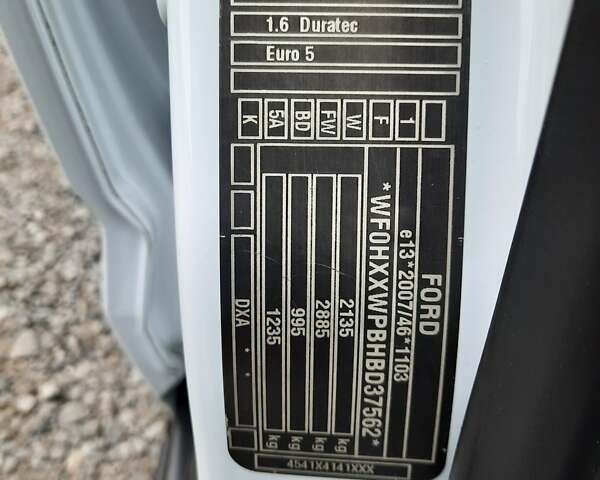 1.6 Duratec
Euro 5
K 5A BD FW W F 1
FORD
e13*2007/46*1103
*WF0HXXWPBHBD37562*
2135 kg
2885 kg
995 kg
1235 kg
DXA * *
4541X4141XXX